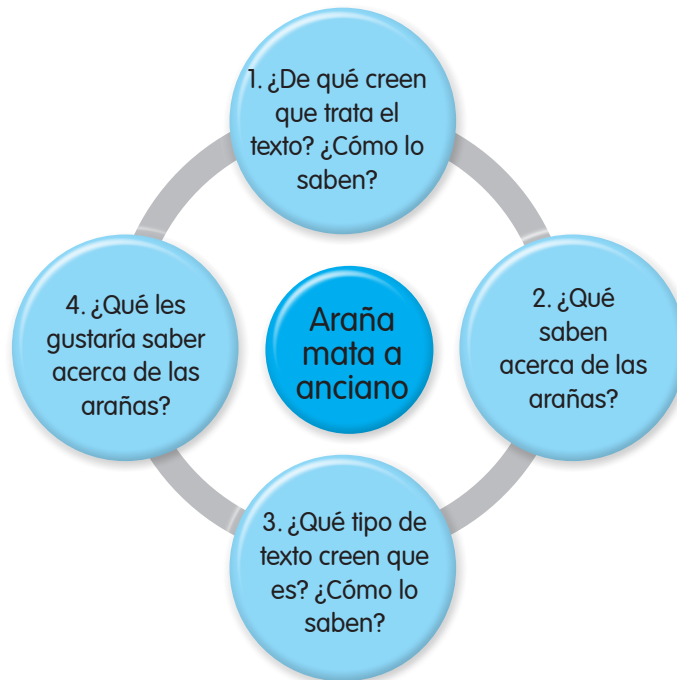 1. ¿De qué creen
que trata el
texto? ¿Cómo lo
saben?
2. ¿Qué
saben
acerca de las
arañas?
3. ¿Qué tipo de
texto creen que
es? ¿Cómo lo
saben?
4. ¿Qué les
gustaría saber
acerca de las
arañas?
Araña
mata a
anciano